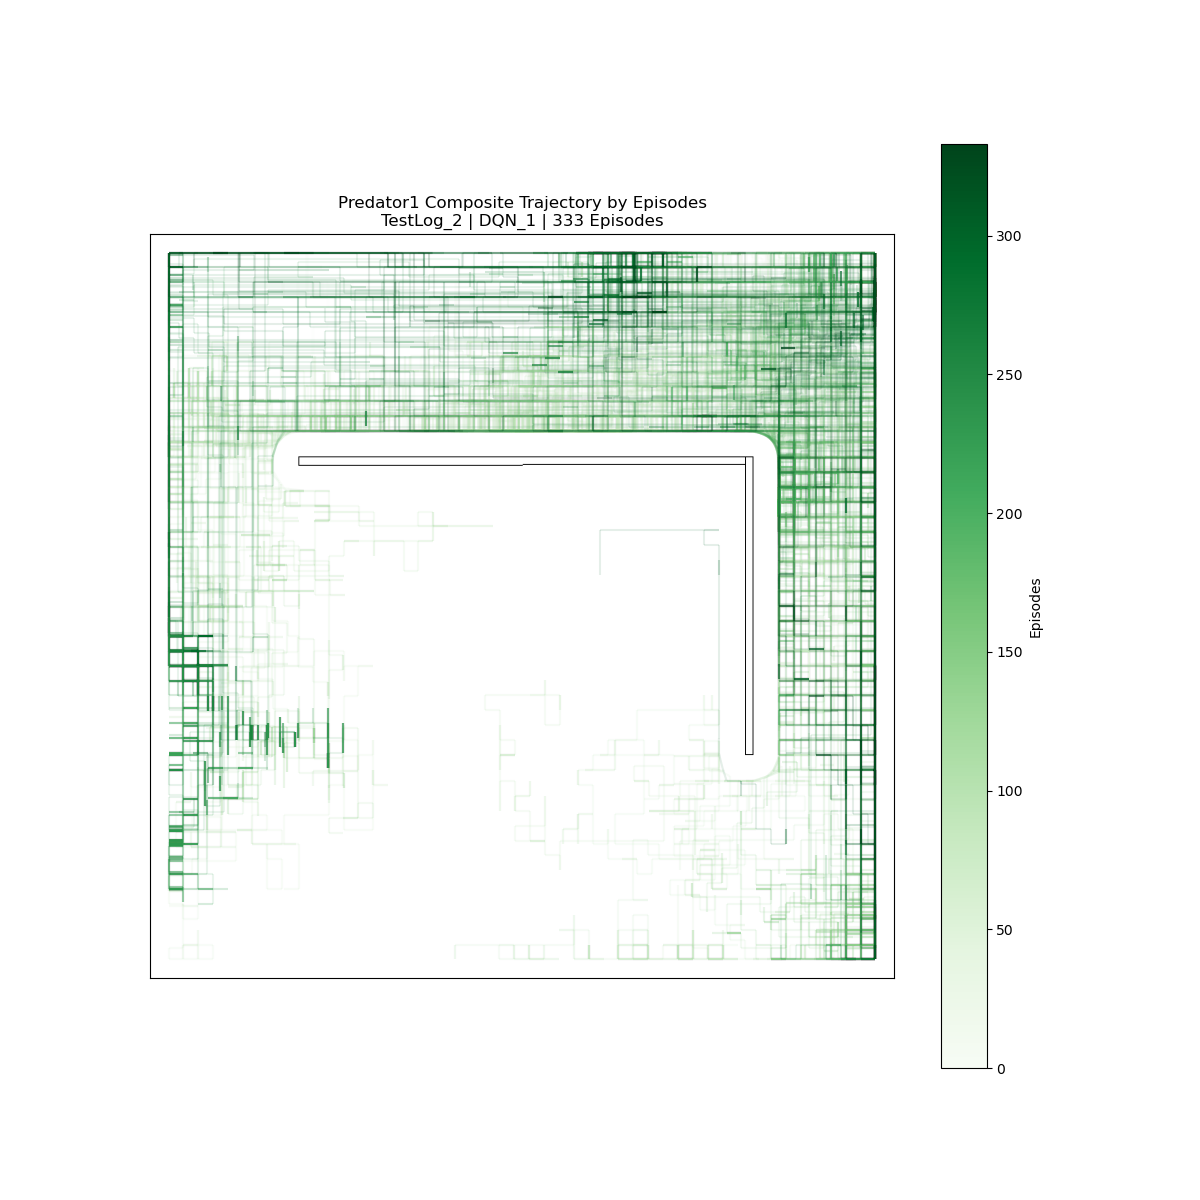 Predator1 Composite Trajectory by Episodes
TestLog_2 | DQN_1 | 333 Episodes
300
250
200
150
100
50
0
Episodes